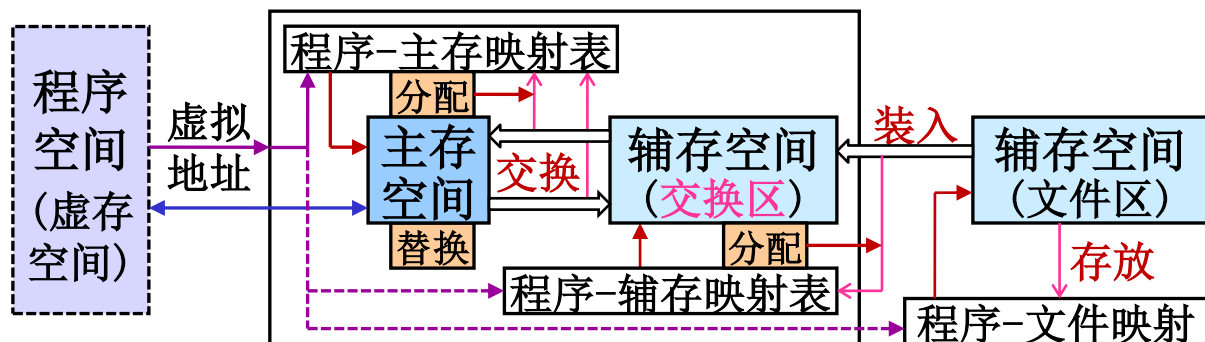 程序-主存映射表
分配
程序
空间
(虚存
空间)
虚拟
地址
主存
空间
替换
交换
辅存空间
(交换区)
分配
程序-辅存映射表
装入
辅存空间
(文件区)
存放
程序-文件映射